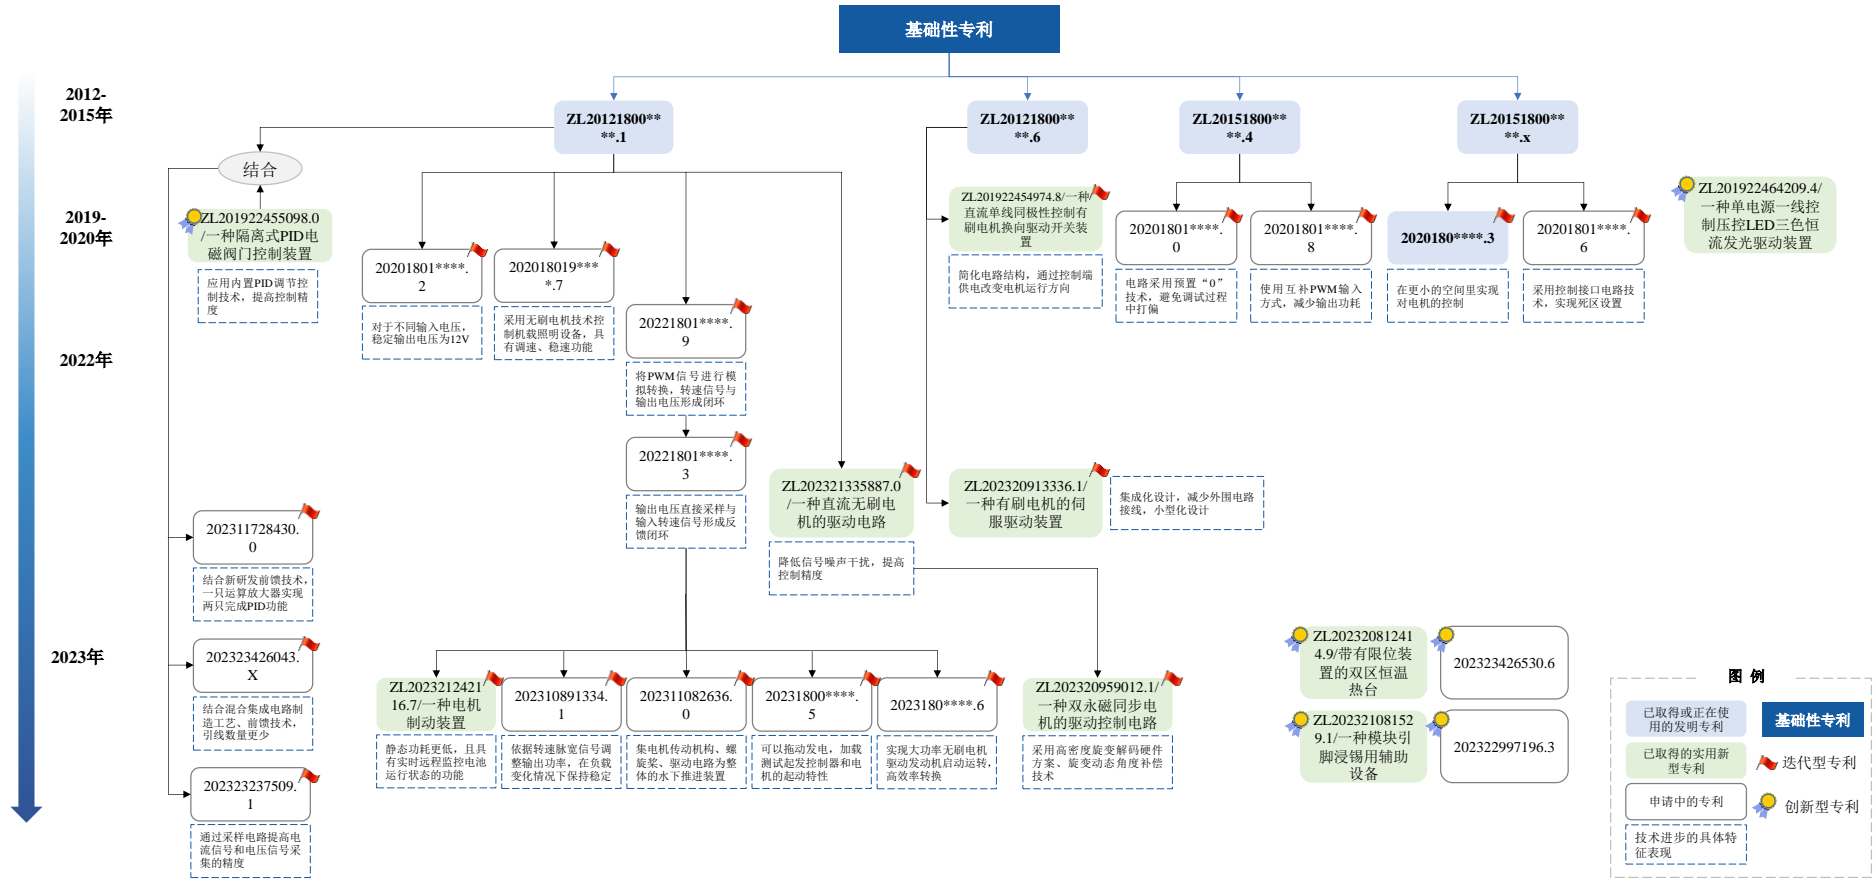 基础性专利
2012-
2015年
ZL20121800**
**.1
ZL20121800**
**.6
ZL20151800**
**.4
ZL20151800**
**.x
结合
2019-
2020年
ZL201922455098.0
/一种隔离式PID电
磁阀门控制装置
应用内置PID调节控
制技术，提高控制精
度
20201801****.
2
对于不同输入电压，
稳定输出电压为12V
202018019***
*.7
采用无刷电机技术控
制机载照明设备，具
有调速、稳速功能
ZL201922454974.8/一种
直流单线同极性控制有
刷电机换向驱动开关装
置
简化电路结构，通过控制端
供电改变电机运行方向
20201801****.
0
电路采用预置“0”
技术，避免调试过程
中打偏
20201801****.
8
使用互补PWM输入
方式，减少输出功耗
2020180****.3
在更小的空间里实现
对电机的控制
20201801****.
6
采用控制接口电路技
术，实现死区设置
ZL201922464209.4/
一种单电源一线控
制压控LED三色恒
流发光驱动装置
2022年
20221801****.
9
将PWM信号进行模
拟转换，转速信号与
输出电压形成闭环
20221801****.
3
输出电压直接采样与
输入转速信号形成反
馈闭环
ZL202321335887.0
/一种直流无刷电
机的驱动电路
降低信号噪声干扰，提高
控制精度
ZL202320913336.1/
一种有刷电机的伺
服驱动装置
集成化设计，减少外围电路
接线，小型化设计
2023年
202311728430.
0
结合新研发前馈技术，
一只运算放大器实现
两只完成PID功能
202323426043.
X
结合混合集成电路制
造工艺、前馈技术，
引线数量更少
202323237509.
1
通过采样电路提高电
流信号和电压信号采
集的精度
ZL2023212421
16.7/一种电机
制动装置
静态功耗更低，且具
有实时远程监控电池
运行状态的功能
202310891334.
1
依据转速脉宽信号调
整输出功率，在负载
变化情况下保持稳定
202311082636.
0
集电机传动机构、螺
旋桨、驱动电路为整
体的水下推进装置
20231800****.
5
可以拖动发电，加载
测试起发控制器和电
机的起动特性
2023180****.6
实现大功率无刷电机
驱动发动机启动运转，
高效率转换
ZL202320959012.1/
一种双永磁同步电
机的驱动控制电路
采用高密度旋变解码硬件
方案、旋变动态角度补偿
技术
ZL20232081241
4.9/带有限位装
置的双区恒温
热台
202323426530.6
ZL20232108152
9.1/一种模块引
脚浸锡用辅助
设备
202322997196.3
图 例
已取得或正在使
用的发明专利
基础性专利
已取得的实用新
型专利
迭代型专利
申请中的专利
创新型专利
技术进步的具体特
征表现